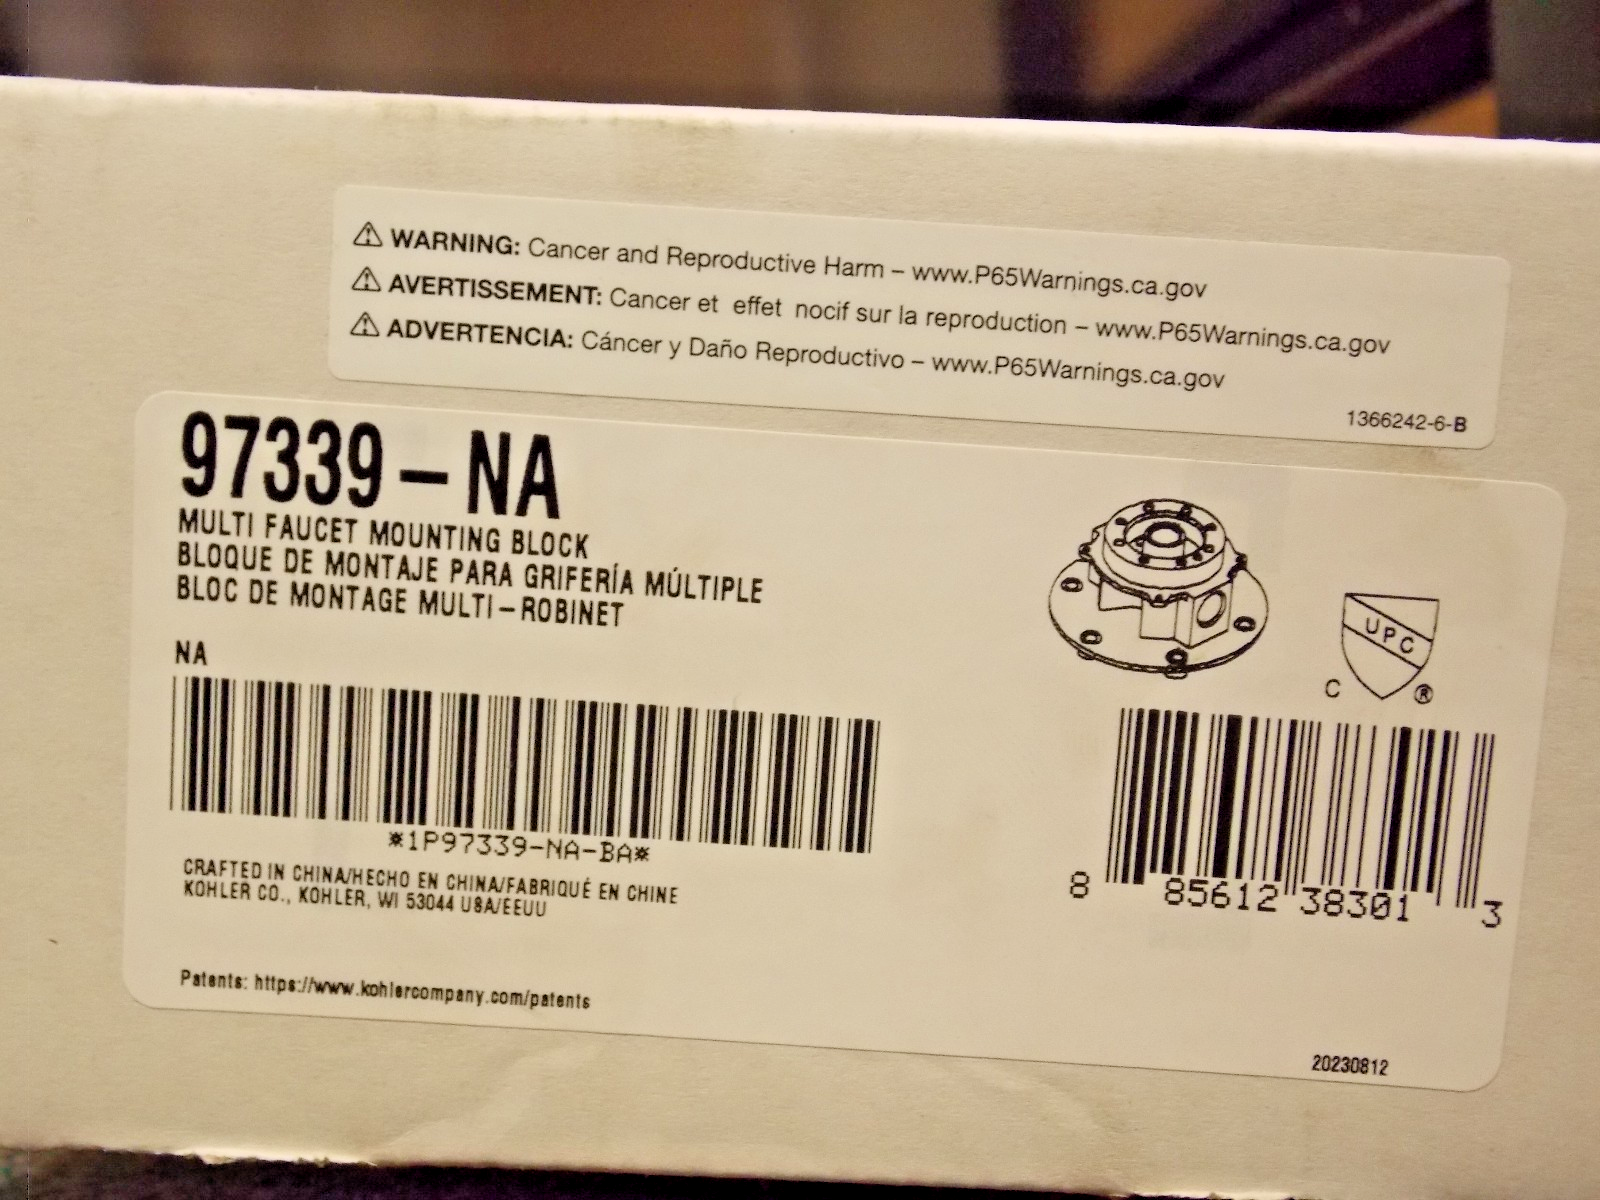 ⚠ WARNING: Cancer and Reproductive Harm – www.P65Warnings.ca.gov
⚠ AVERTISSEMENT: Cancer et effet nocif sur la reproduction – www.P65Warnings.ca.gov
⚠ ADVERTENCIA: Cáncer y Daño Reproductivo – www.P65Warnings.ca.gov
1366242-6-B
97339-NA
MULTI FAUCET MOUNTING BLOCK
BLOQUE DE MONTAJE PARA GRIFERÍA MÚLTIPLE
BLOC DE MONTAGE MULTI-ROBINET
NA
*1P97339-NA-BA*
CRAFTED IN CHINA/HECHO EN CHINA/FABRIQUÉ EN CHINE
KOHLER CO., KOHLER, WI 53044 USA/EEUU
Patents: https://www.kohlercompany.com/patents
UPC
C ®
8 85612 38301 3
20230812